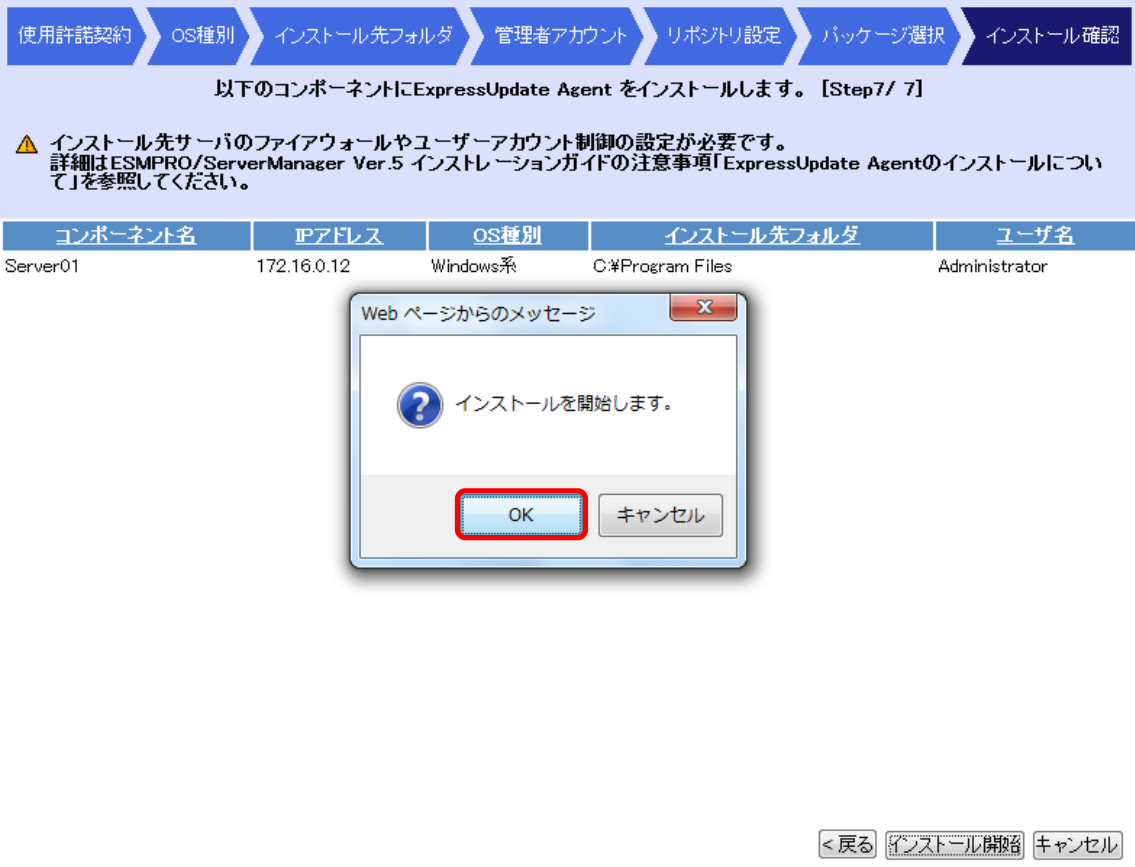 使用許諾契約 OS種別 インストール先フォルダ 管理者アカウント リポジトリ設定 パッケージ選択 インストール確認
以下のコンポーネントにExpressUpdate Agent をインストールします。 [Step7/ 7]
インストール先サーバのファイアウォールやユーザーアカウント制御の設定が必要です。
詳細はESMPRO/ServerManager Ver.5 インストレーションガイドの注意事項「ExpressUpdate Agentのインストールについ
て」を参照してください。
コンポーネント名 IPアドレス OS種別 インストール先フォルダ ユーザ名
Server01 172.16.0.12 Windows系 C:¥Program Files Administrator
Web ページからのメッセージ
インストールを開始します。
OK キャンセル
<戻る インストール開始 キャンセル